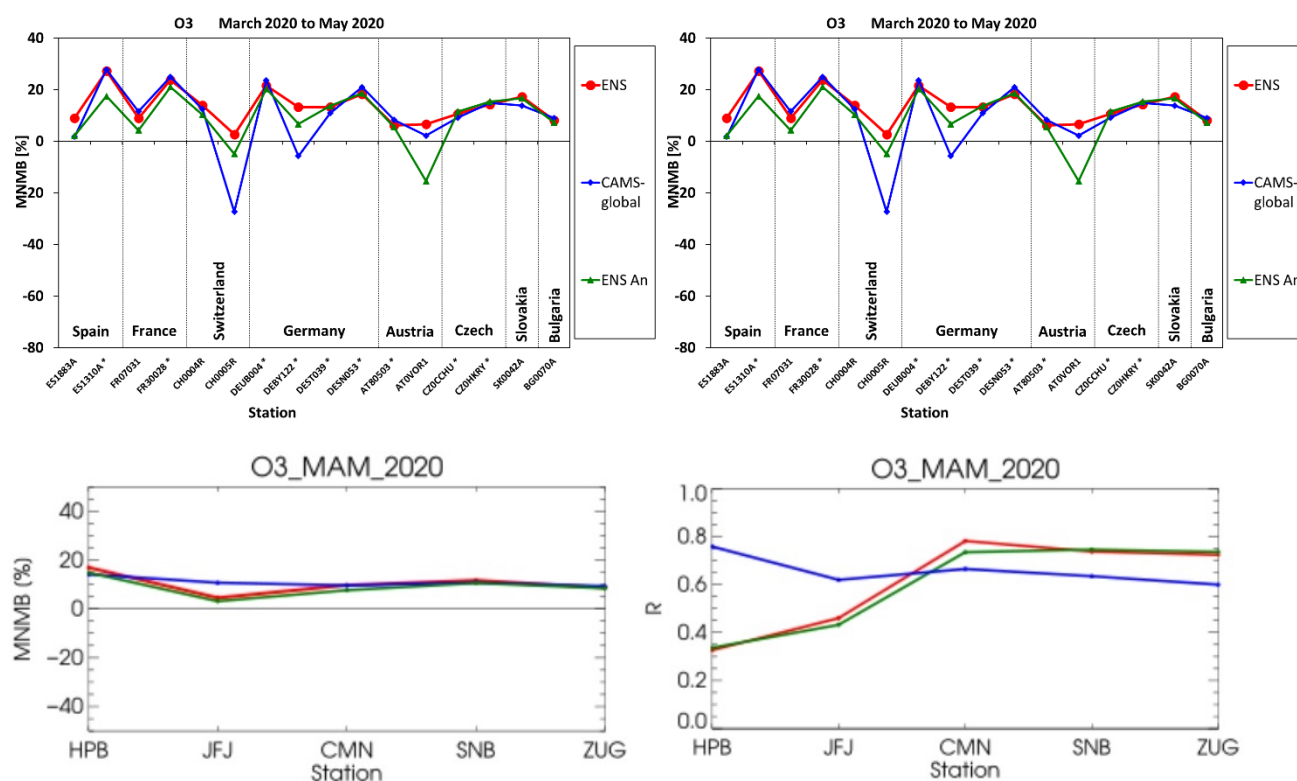 O3 March 2020 to May 2020
MNMB [%]
40
20
0
-20
-40
-60
-80
Spain
France
Switzerland
Germany
Austria
Czech
Slovakia
Bulgaria
ES1883A
ES1310A*
FR07031
FR30028*
CH0004R
CH0005R
DEUB004*
DEBY122*
DEST039*
DESN053*
AT80503*
AT0VOR1
CZ0CCHU*
CZ0HKRY*
SK0042A
BG0070A
Station
ENS
CAMS-
global
ENS An
O3 March 2020 to May 2020
MNMB [%]
40
20
0
-20
-40
-60
-80
Spain
France
Switzerland
Germany
Austria
Czech
Slovakia
Bulgaria
ES1883A
ES1310A*
FR07031
FR30028*
CH0004R
CH0005R
DEUB004*
DEBY122*
DEST039*
DESN053*
AT80503*
AT0VOR1
CZ0CCHU*
CZ0HKRY*
SK0042A
BG0070A
Station
ENS
CAMS-
global
ENS An
O3_MAM_2020
MNMB (%)
40
20
0
-20
-40
HPB JFJ CMN SNB ZUG
Station
O3_MAM_2020
R
1.0
0.8
0.6
0.4
0.2
0.0
HPB JFJ CMN SNB ZUG
Station